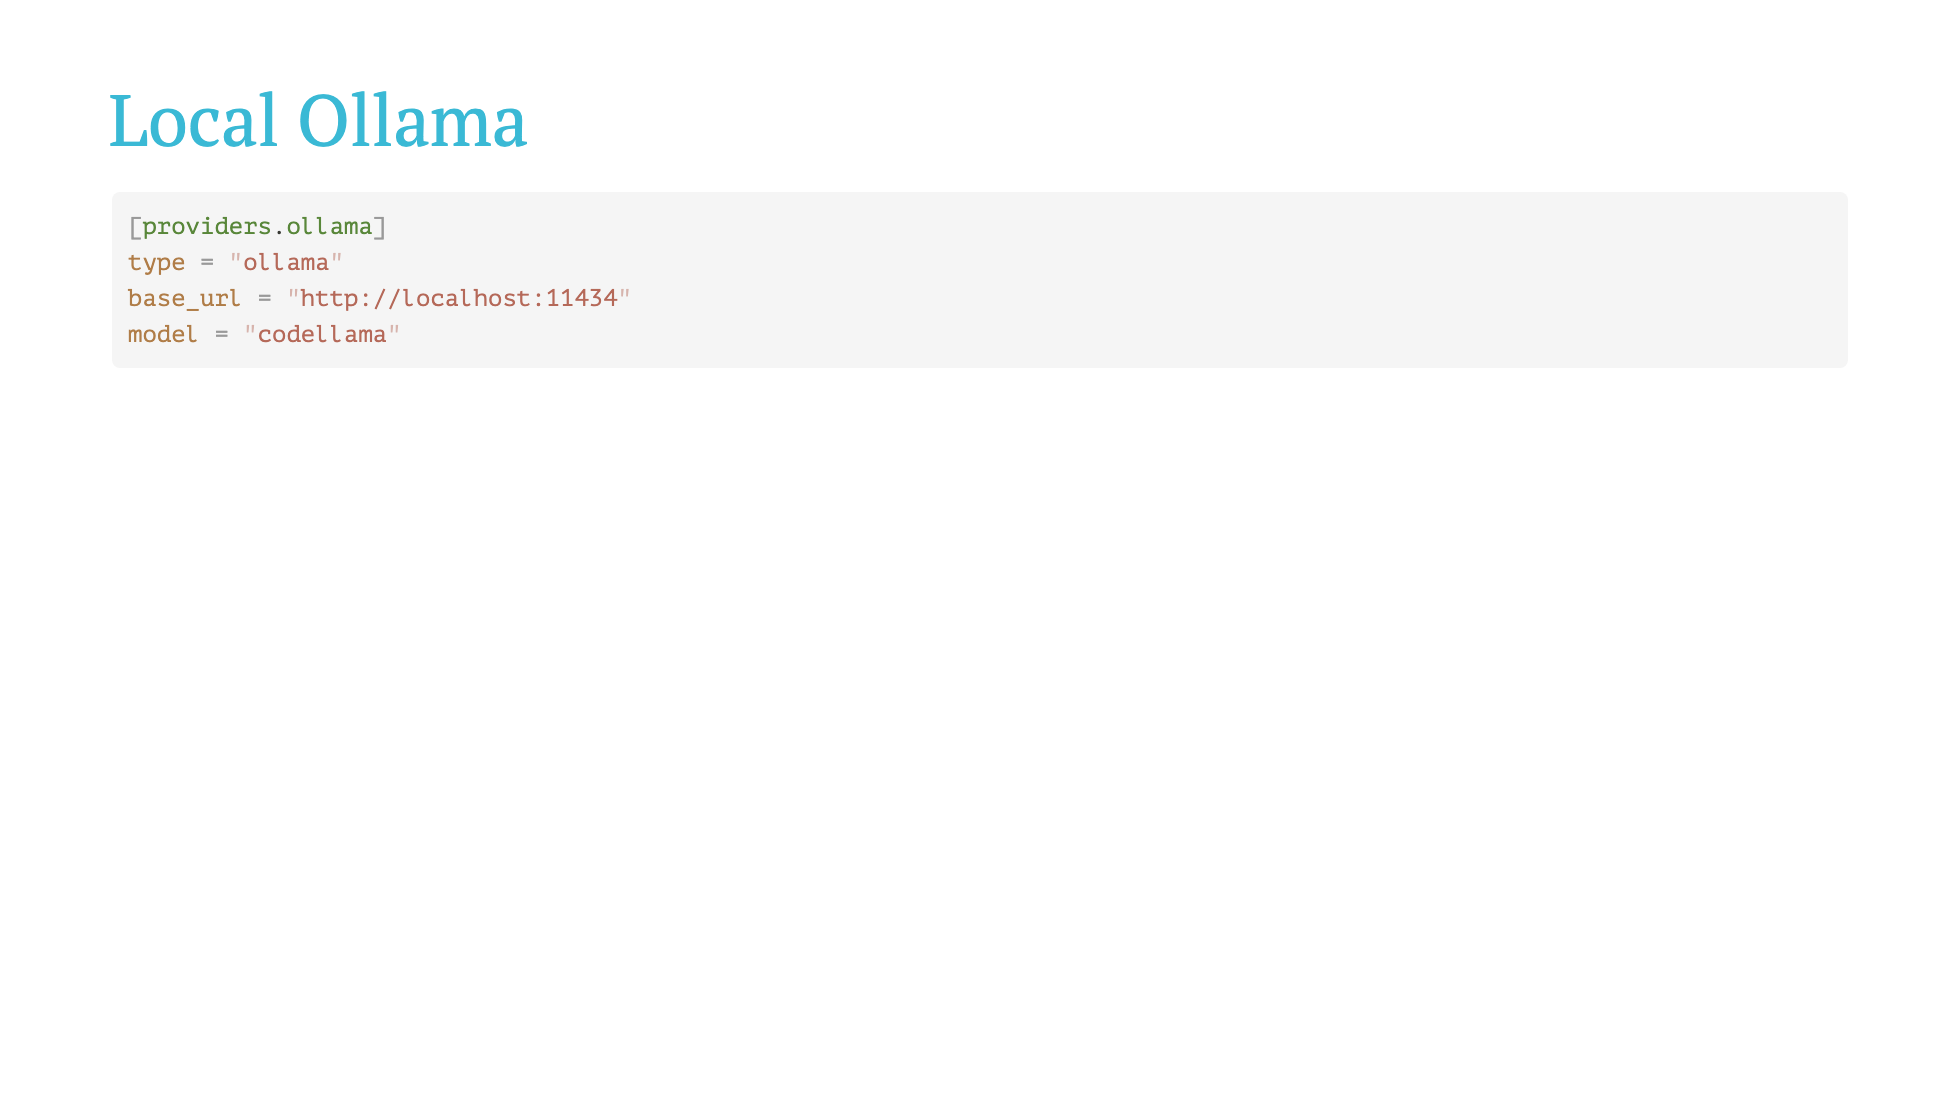 Local Ollama
[providers.ollama]
type = "ollama"
base_url = "http://localhost:11434"
model = "codellama"